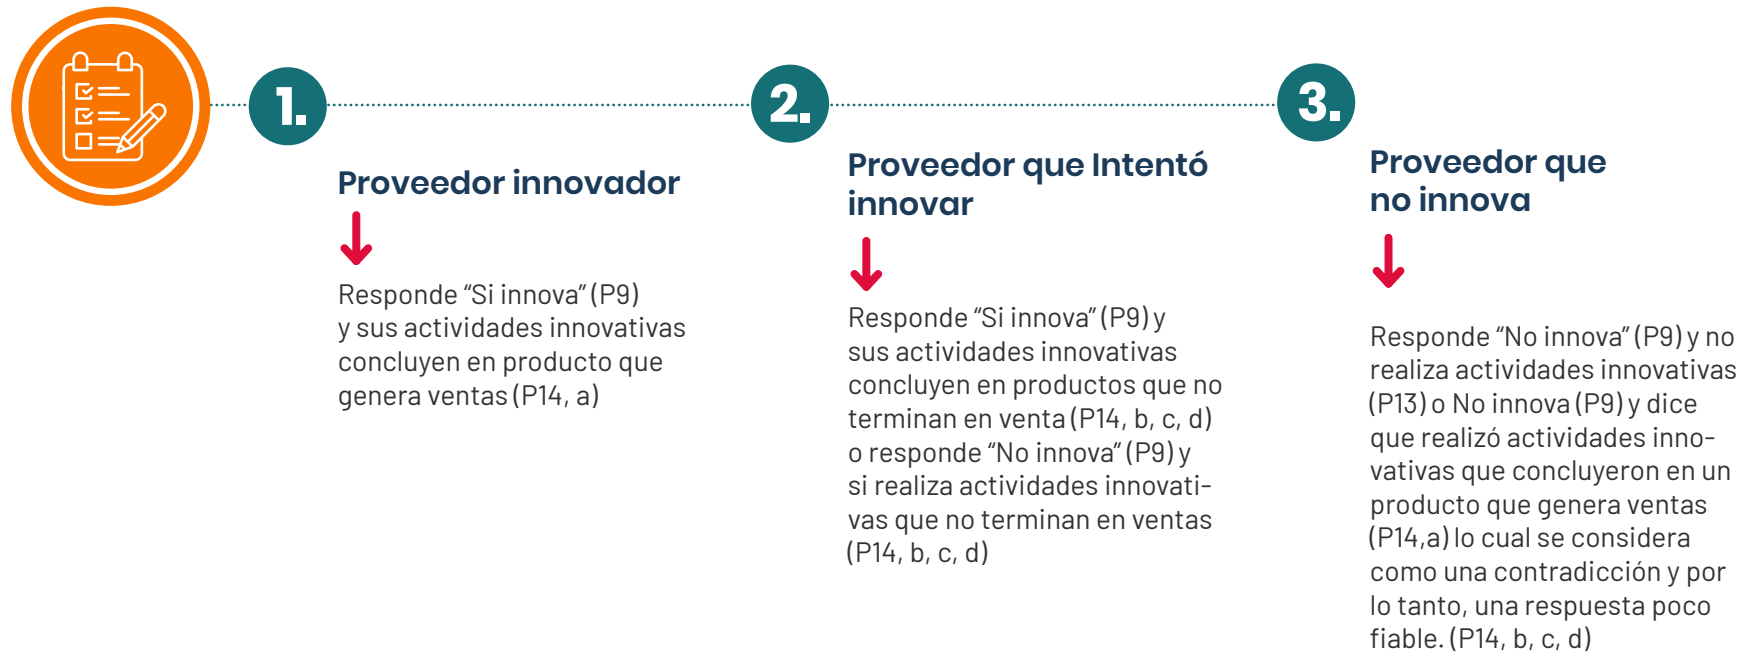 1.
Proveedor innovador
Responde “Si innova” (P9)
y sus actividades innovativas
concluyen en producto que
genera ventas (P14, a)
2.
Proveedor que Intentó
innovar
Responde “Si innova” (P9) y
sus actividades innovativas
concluyen en productos que no
terminan en venta (P14, b, c, d)
o responde “No innova” (P9) y
si realiza actividades innovati-
vas que no terminan en ventas
(P14, b, c, d)
3.
Proveedor que
no innova
Responde “No innova” (P9) y no
realiza actividades innovativas
(P13) o No innova (P9) y dice
que realizó actividades inno-
vativas que concluyeron en un
producto que genera ventas
(P14,a) lo cual se considera
como una contradicción y por
lo tanto, una respuesta poco
fiable. (P14, b, c, d)